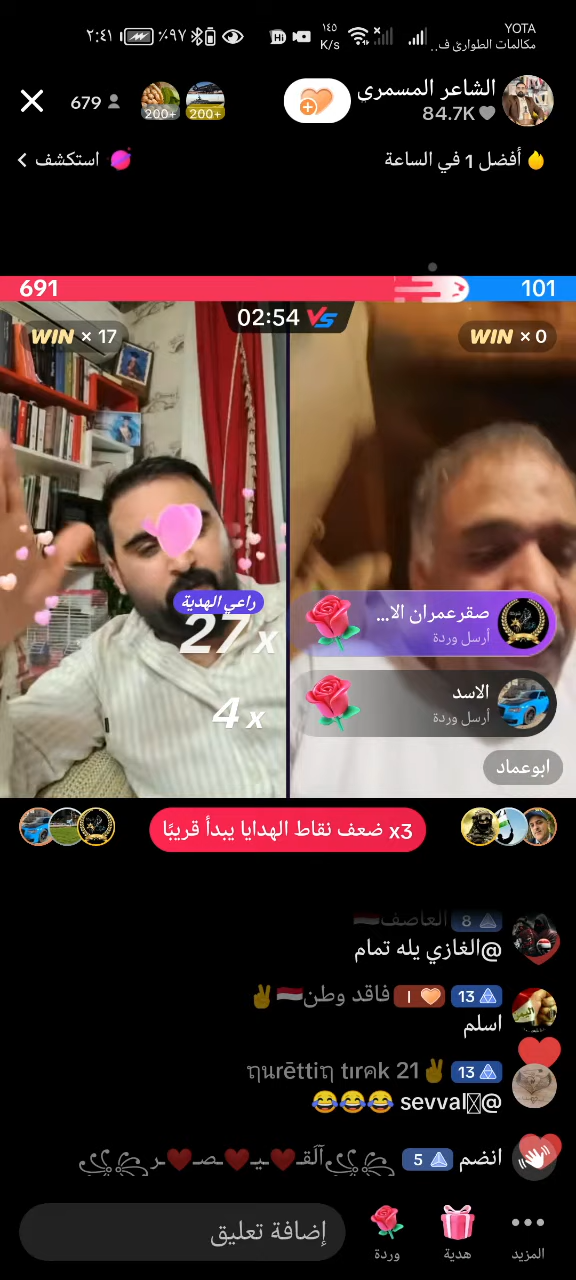 ٢:٤١ ٪٩٧ Hi ١٤٥ K/s YOTA
مكالمات الطوارئ ف..
الشاعر المسمري
84.7K
679
200+ 200+
أفضل 1 في الساعة
استكشف
691 101
02:54 VS
WIN × 17
WIN × 0
راعي الهدية
27 x
4 x
صقرعمران الا...
أرسل وردة
الاسد
أرسل وردة
ابوعماد
x3 ضعف نقاط الهدايا يبدأ قريبًا
8 العاصف
@الغازي يله تمام
13 I فاقد وطن
اسلم
13
@sevval
5 انضم
إضافة تعليق
وردة
هدية
المزيد